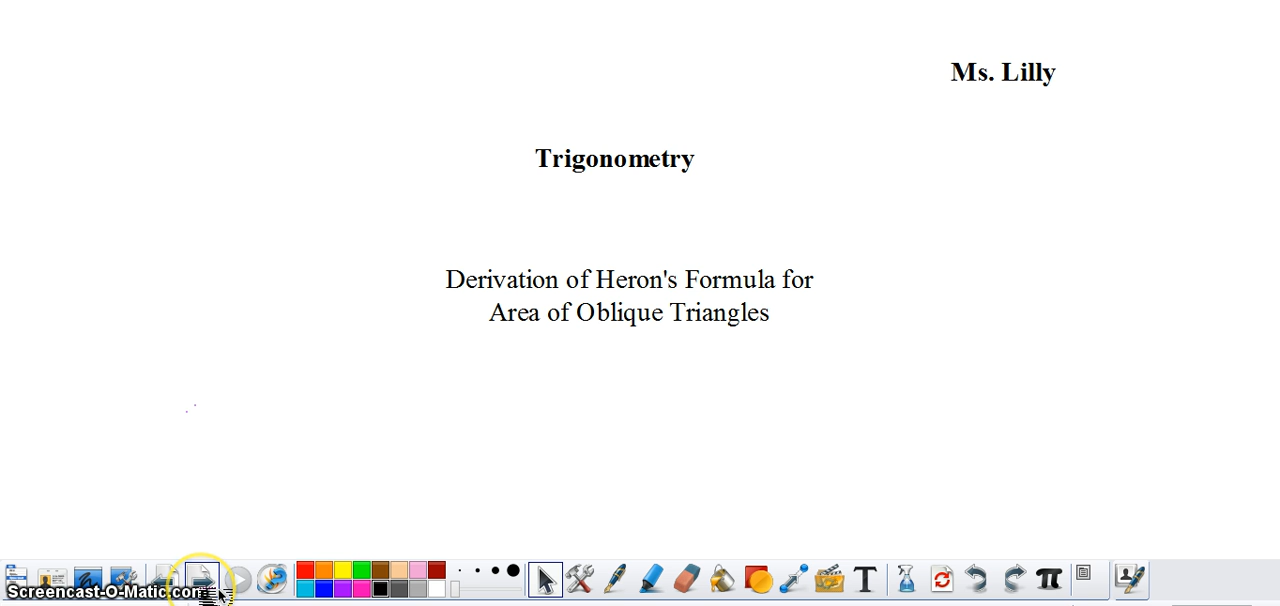 Ms. Lilly
Trigonometry
Derivation of Heron's Formula for
Area of Oblique Triangles
Screencast-O-Matic.com